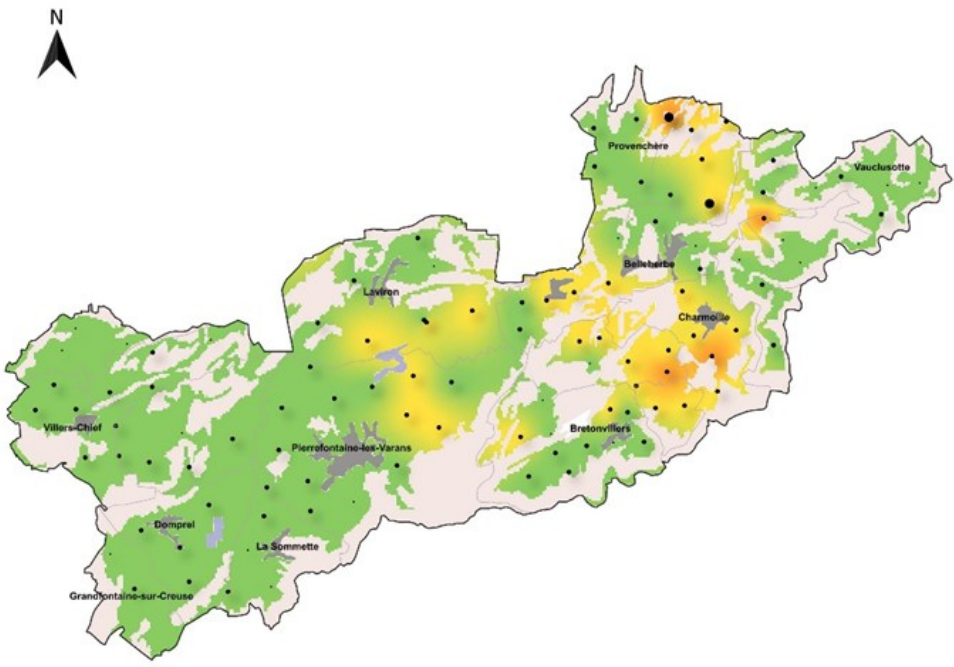 N
Provenchère
Vauclusotte
Belleherbe
Laviron
Charmoille
Villers-Chief
Bretonvillers
Pierrefontaine-les-Varans
Domprel
La Sommette
Grandfontaine-sur-Creuse